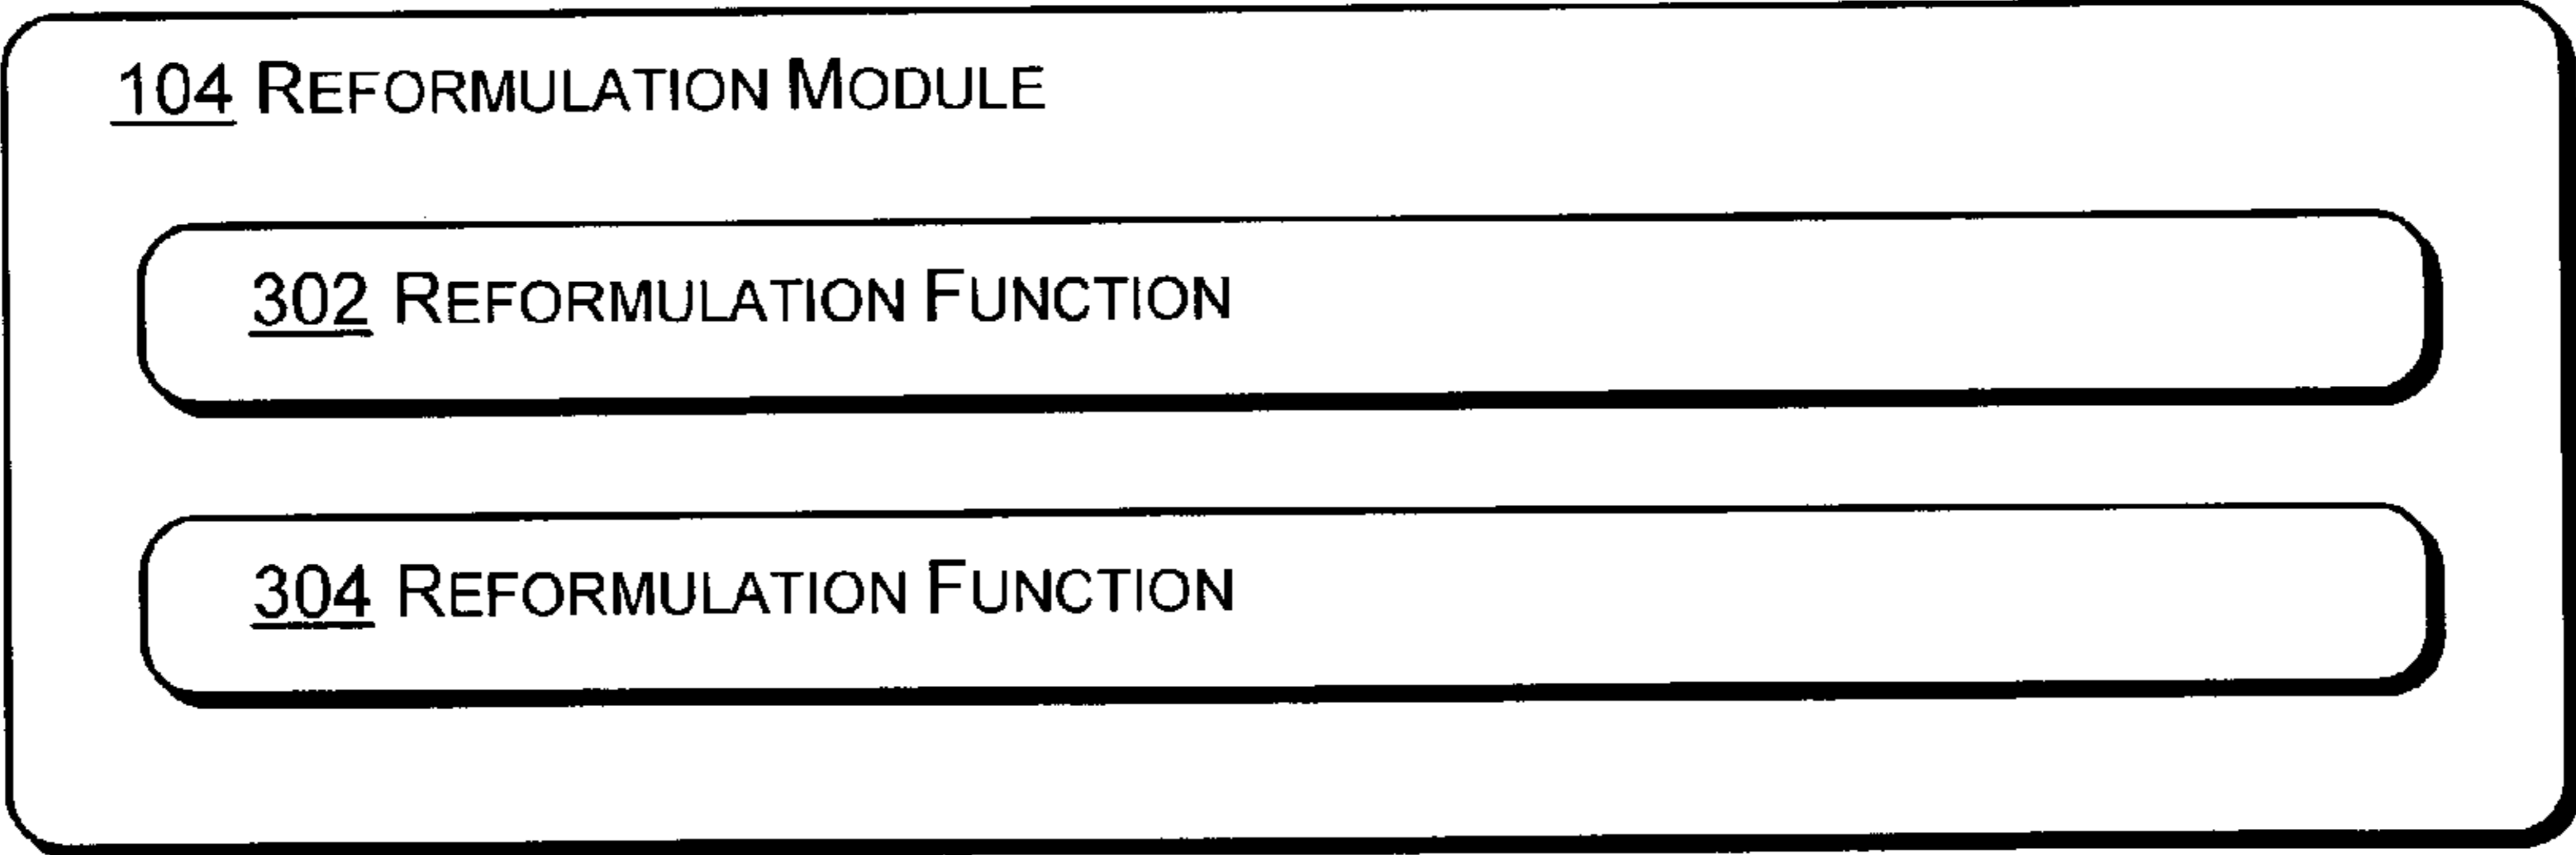 104 REFORMULATION MODULE
302 REFORMULATION FUNCTION
304 REFORMULATION FUNCTION